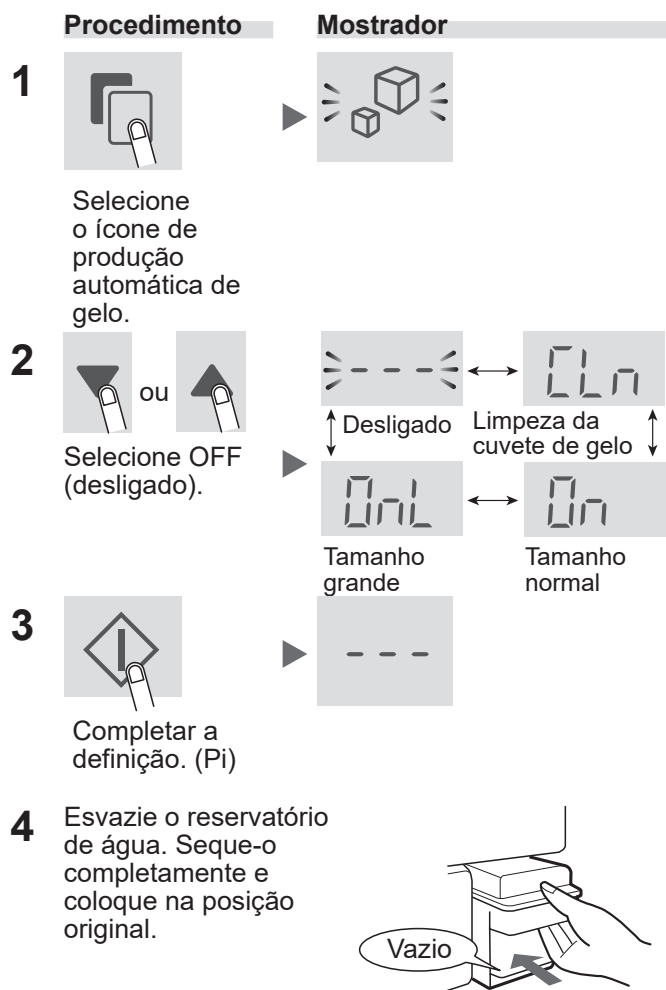 Procedimento Mostrador
1
Selecione
o ícone de
produção
automática de
gelo.
2
ou
Selecione OFF
(desligado).
- - -
CLn
Desligado
Limpeza da
cuvete de gelo
OnL
On
Tamanho
grande
Tamanho
normal
3
- - -
Completar a
definição. (Pi)
4
Esvazie o reservatório
de água. Seque-o
completamente e
coloque na posição
original.
Vazio